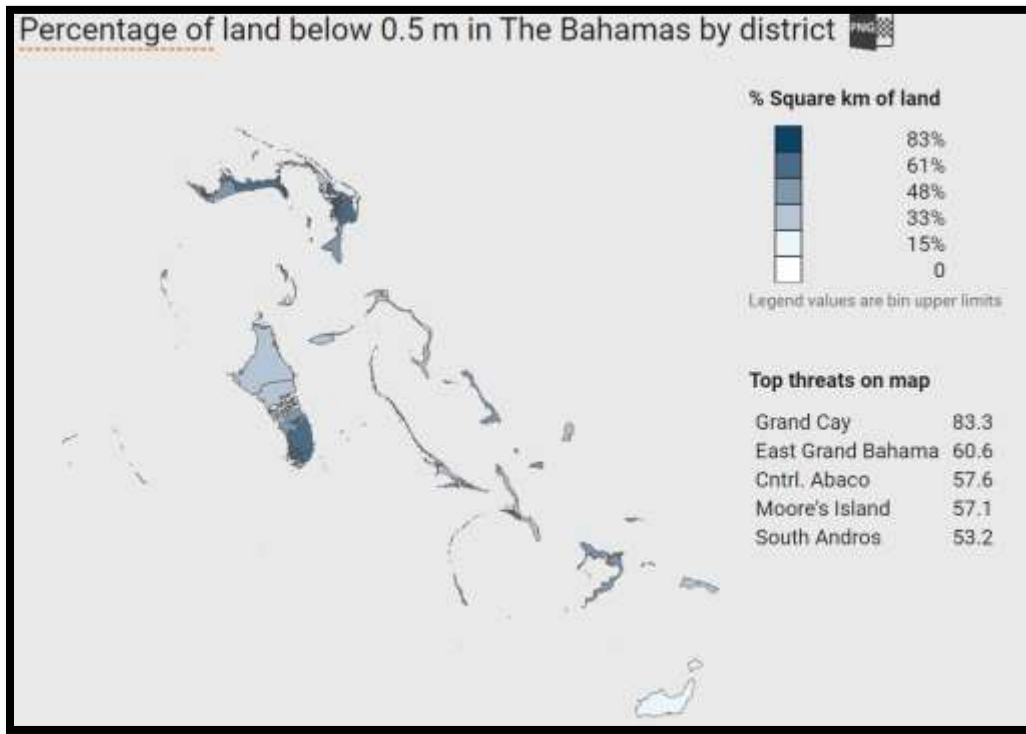 Percentage of land below 0.5 m in The Bahamas by district PNG
% Square km of land
83%
61%
48%
33%
15%
0
Legend values are bin upper limits
Top threats on map
Grand Cay 83.3
East Grand Bahama 60.6
Cntrl. Abaco 57.6
Moore's Island 57.1
South Andros 53.2